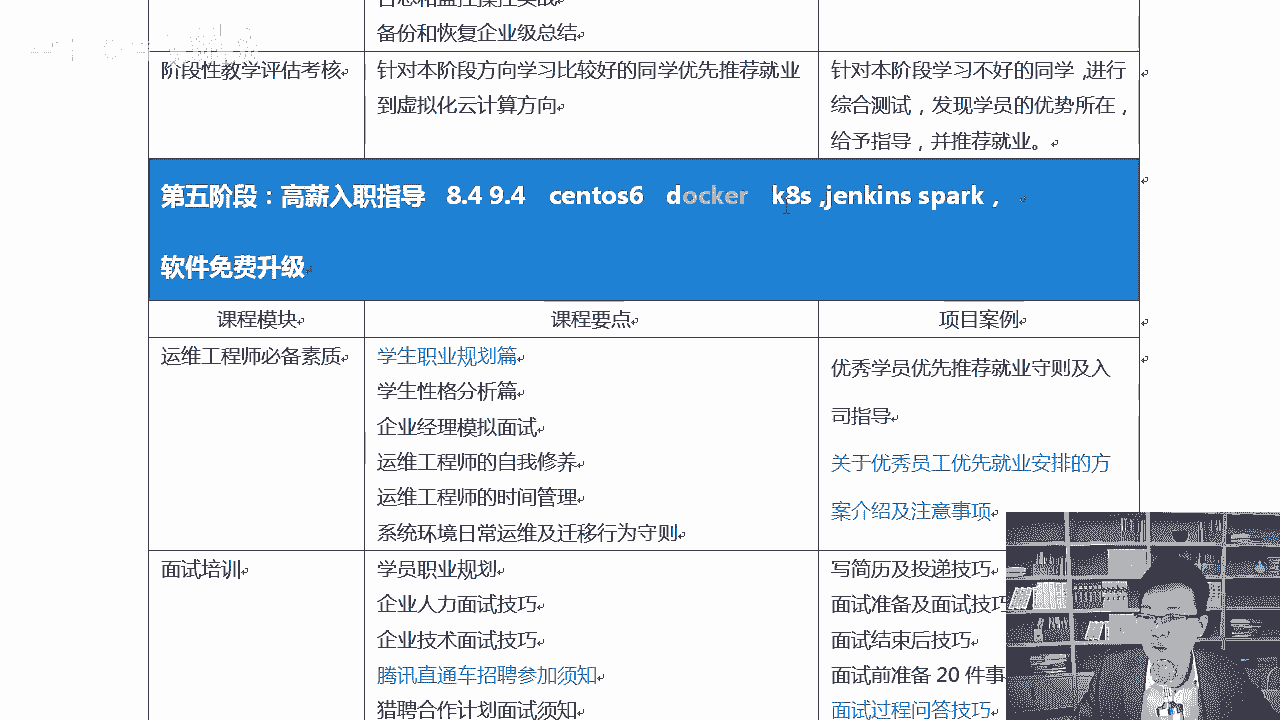 备份和恢复企业级总结
阶段性教学评估考核
针对本阶段方向学习比较好的同学优先推荐就业
到虚拟化云计算方向
针对本阶段学习不好的同学,进行
综合测试，发现学员的优势所在，
给予指导，并推荐就业。
第五阶段：高薪入职指导 8.4 9.4 centos6 docker k8s ,jenkins spark，
软件免费升级
课程模块
课程要点
项目案例
运维工程师必备素质
学生职业规划篇
学生性格分析篇
企业经理模拟面试
运维工程师的自我修养
运维工程师的时间管理
系统环境日常运维及迁移行为守则
优秀学员优先推荐就业守则及入
司指导
关于优秀员工优先就业安排的方
案介绍及注意事项
面试培训
学员职业规划
企业人力面试技巧
企业技术面试技巧
腾讯直通车招聘参加须知
猎聘合作计划面试须知
写简历及投递技巧
面试准备及面试技巧
面试结束后技巧
面试前准备 20 件事
面试过程问答技巧